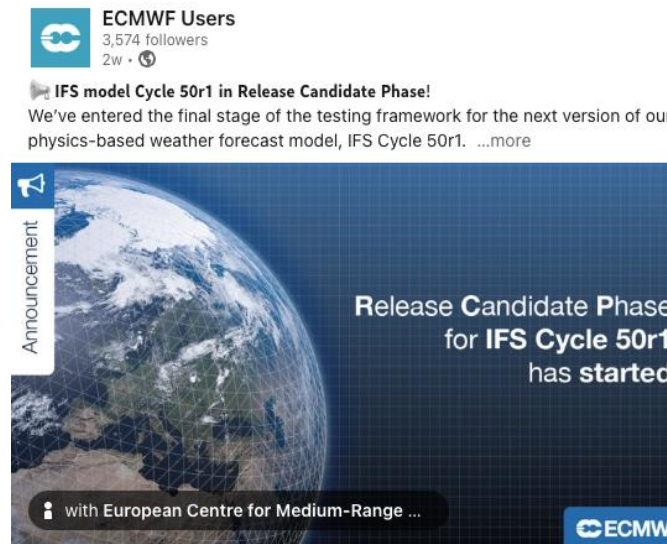 ECMWF Users
3,574 followers
2w •
IFS model Cycle 50r1 in Release Candidate Phase!
We've entered the final stage of the testing framework for the next version of our
physics-based weather forecast model, IFS Cycle 50r1. ...more
Announcement
Release Candidate Phase
for IFS Cycle 50r1
has started
with European Centre for Medium-Range ...
ECMW